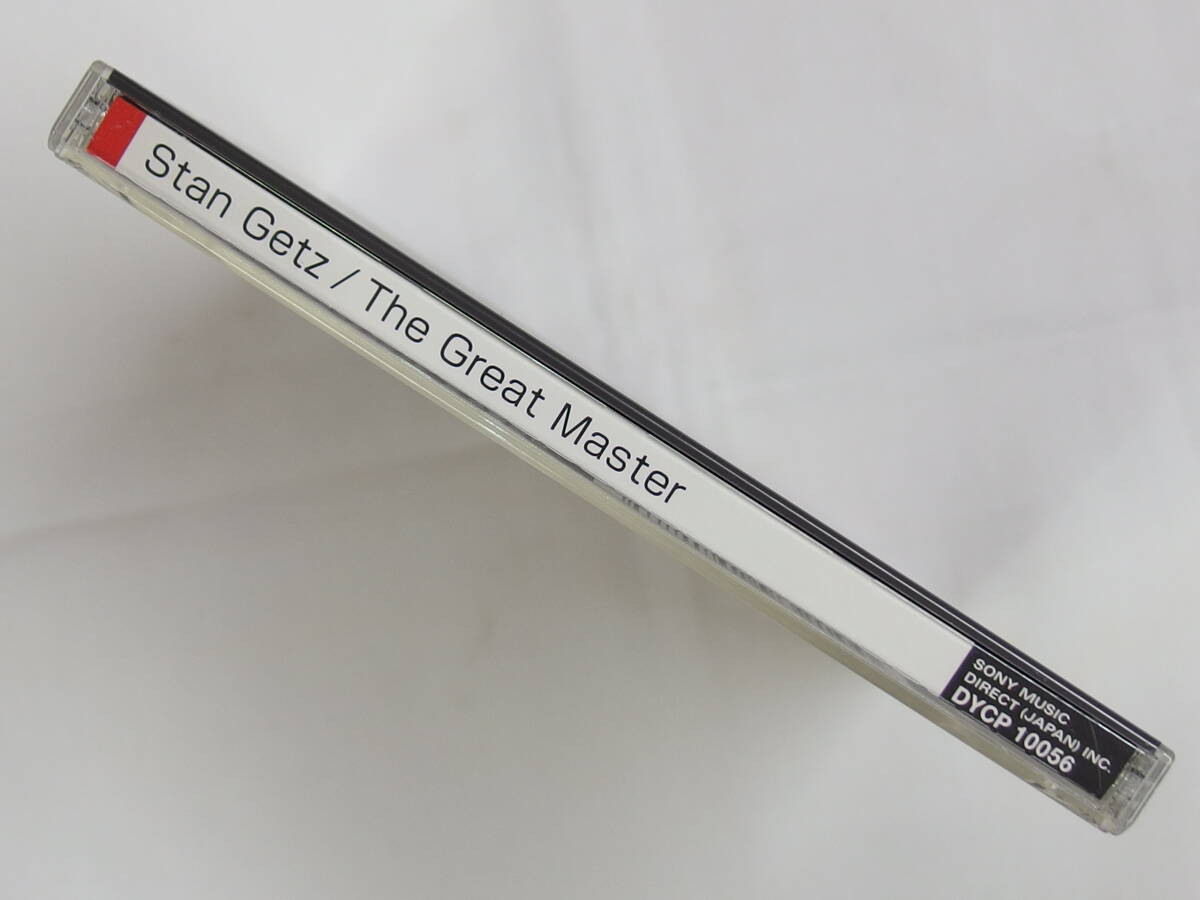 Stan Getz / The Great Master
SONY MUSIC
DIRECT (JAPAN) INC.
DYCP 10056